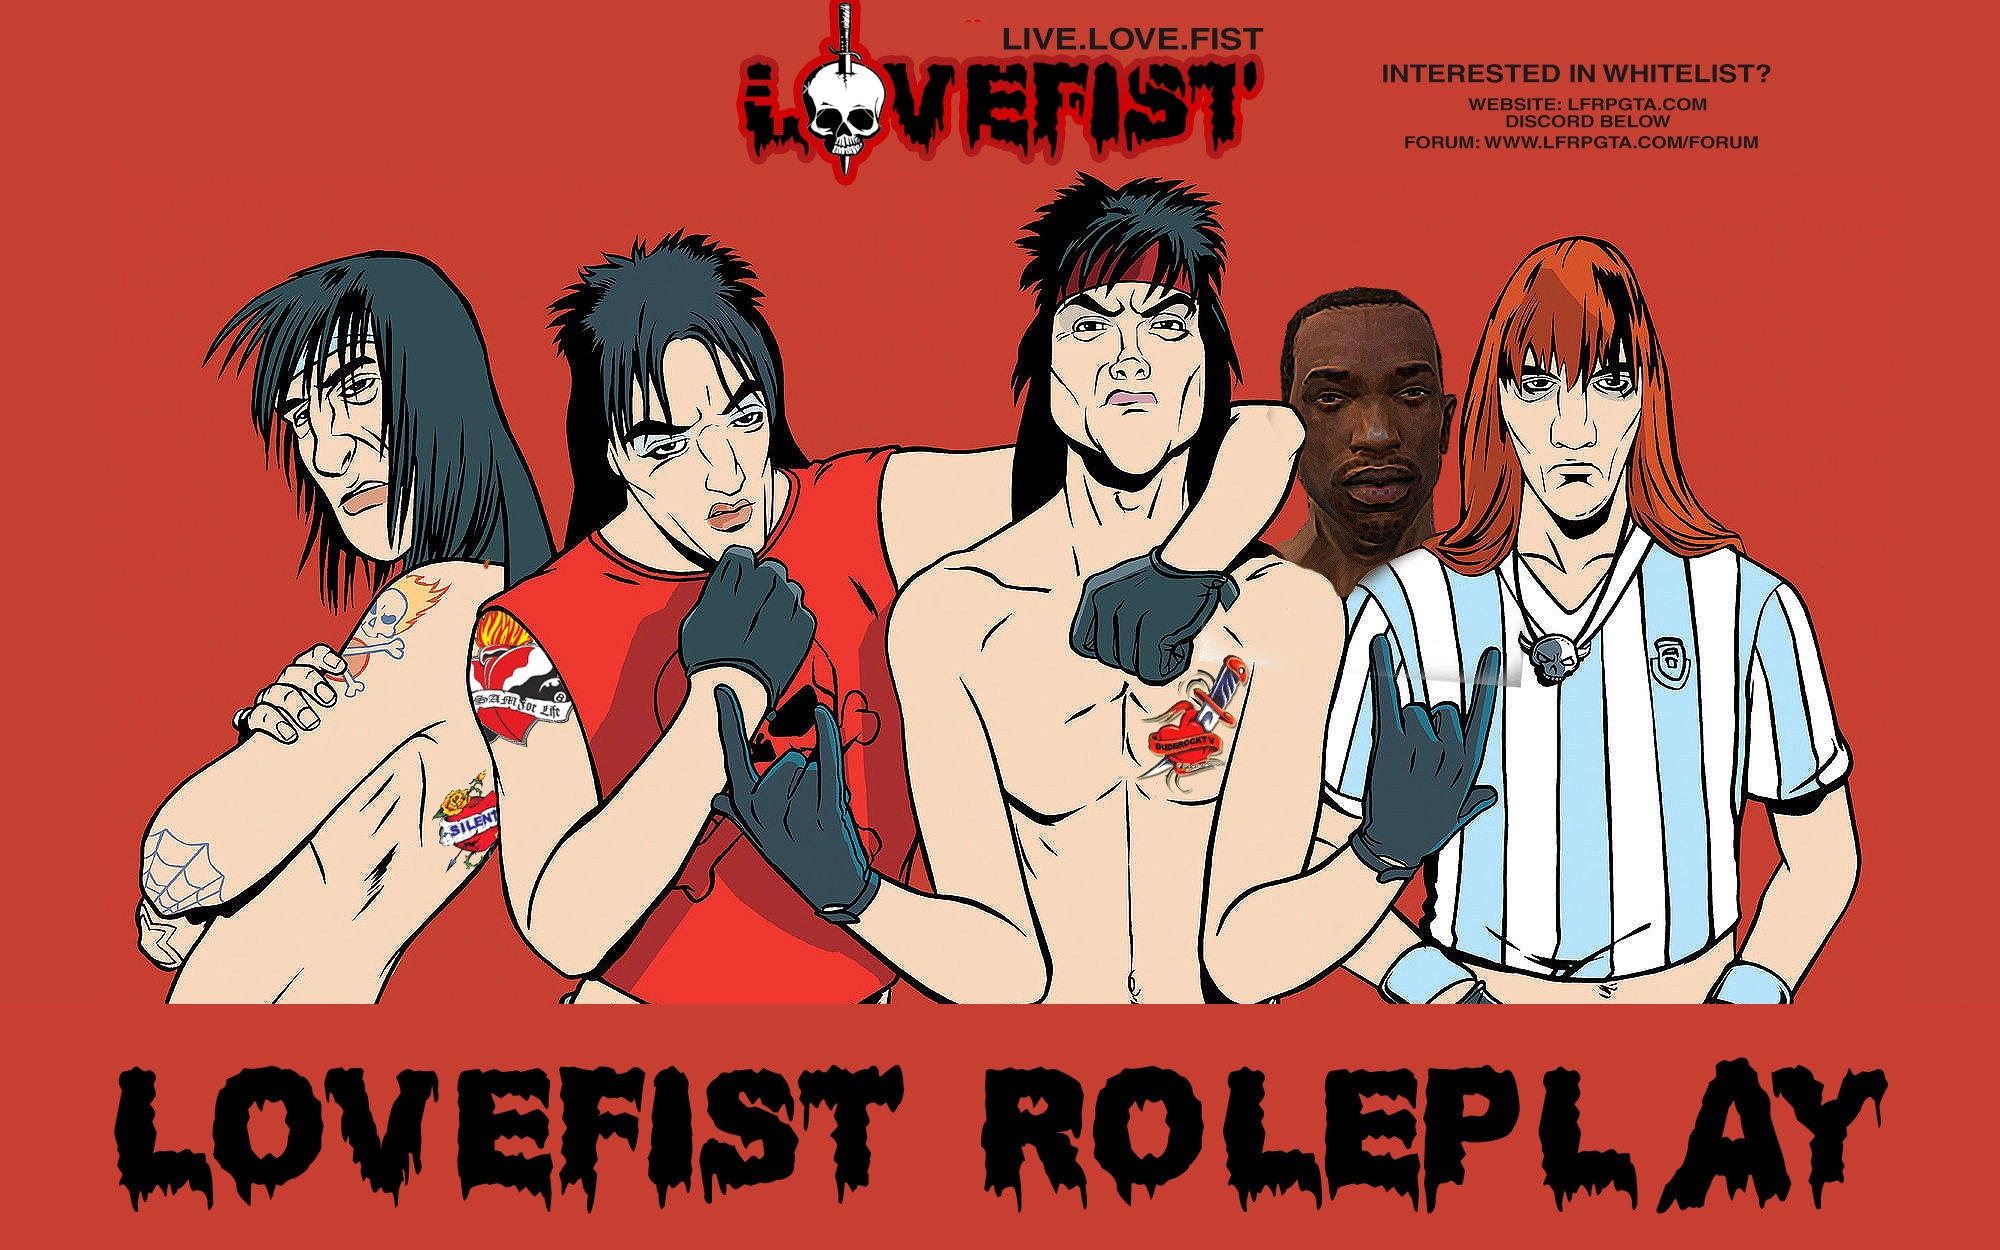 LIVE.LOVE.FIST
LOVEFIST
INTERESTED IN WHITELIST?
WEBSITE: LFRPGTA.COM
DISCORD BELOW
FORUM: WWW.LFRPGTA.COM/FORUM
SAM For Life
DUDEROCKTV
SILENT
LOVEFIST ROLEPLAY